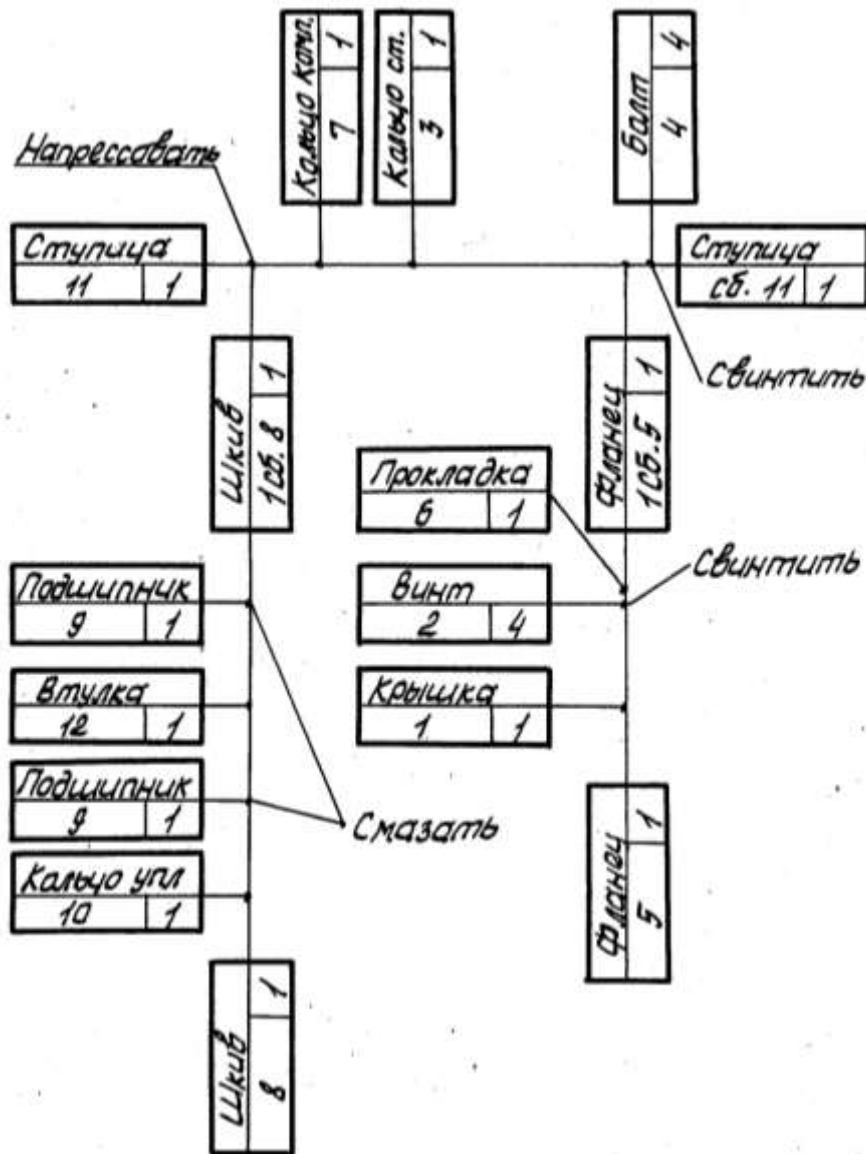 Кольцо комп.
7 1
Кольцо ст.
3 1
Болт
4 4
Напрессовать
Ступица
11 1
Ступица
сб. 11 1
Свинтить
Шкив
1сб. 8 1
Фланец
1сб. 5 1
Прокладка
6 1
Свинтить
Винт
2 4
Крышка
1 1
Подшипник
9 1
Втулка
12 1
Подшипник
9 1
Смазать
Кольцо упл
10 1
Фланец
5 1
Шкив
8 1